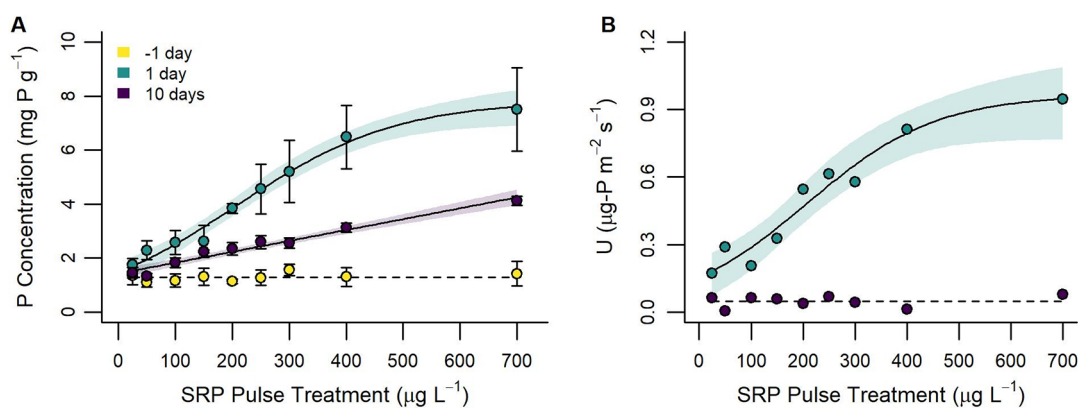 A
P Concentration (mg P g⁻¹)
10
8
6
4
2
0
-1 day
1 day
10 days
0 100 200 300 400 500 600 700
SRP Pulse Treatment (µg L⁻¹)
B
U (µg-P m⁻² s⁻¹)
1.2
0.9
0.6
0.3
0.0
0 100 200 300 400 500 600 700
SRP Pulse Treatment (µg L⁻¹)